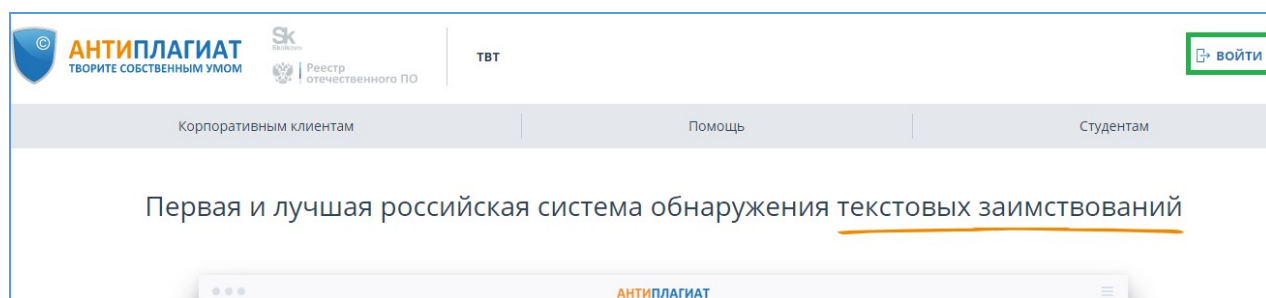 ©
АНТИПЛАГИАТ
ТВОРИТЕ СОБСТВЕННЫМ УМОМ
Sk
Skolkovo
Реестр
отечественного ПО
ТВТ
ВОЙТИ
Корпоративным клиентам
Помощь
Студентам
Первая и лучшая российская система обнаружения текстовых заимствований
АНТИПЛАГИАТ